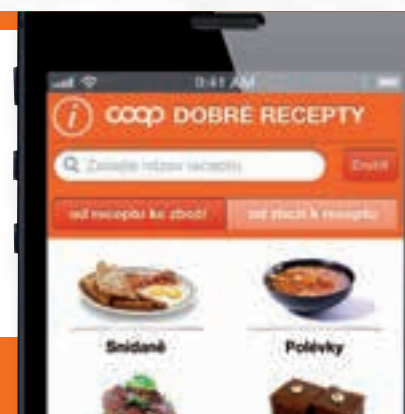 9:41 AM
i
coop DOBRÉ RECEPTY
Zadejte název receptu
Zrušit
od receptu ke zboží
od zboží k receptu
Snídaně
Polévky